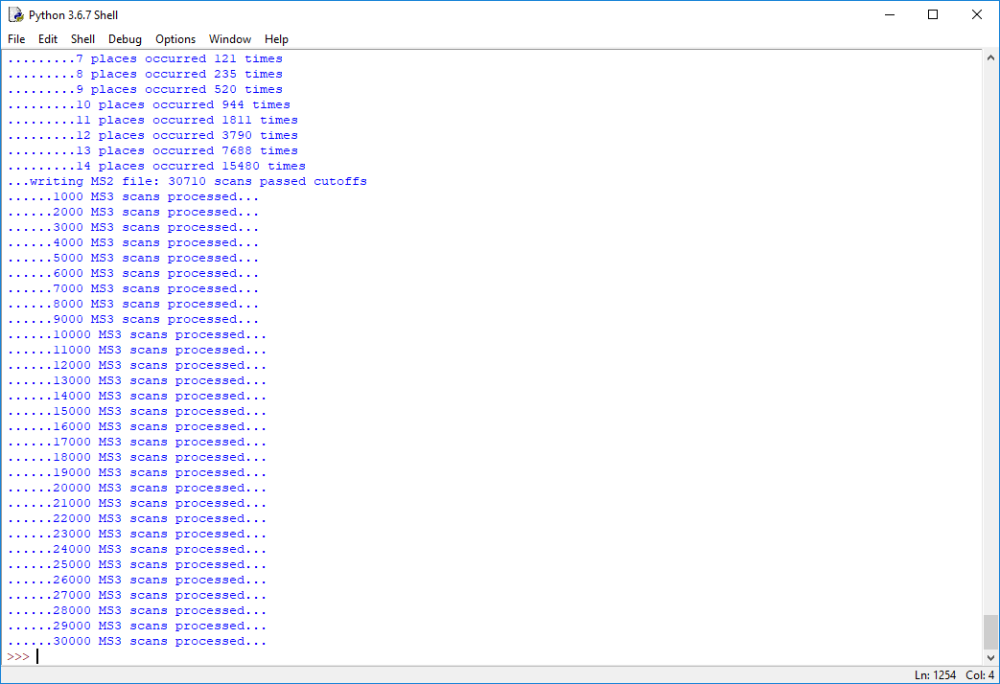 Python 3.6.7 Shell
File Edit Shell Debug Options Window Help
.........7 places occurred 121 times
.........8 places occurred 235 times
.........9 places occurred 520 times
.........10 places occurred 944 times
.........11 places occurred 1811 times
.........12 places occurred 3790 times
.........13 places occurred 7688 times
.........14 places occurred 15480 times
...writing MS2 file: 30710 scans passed cutoffs
......1000 MS3 scans processed...
......2000 MS3 scans processed...
......3000 MS3 scans processed...
......4000 MS3 scans processed...
......5000 MS3 scans processed...
......6000 MS3 scans processed...
......7000 MS3 scans processed...
......8000 MS3 scans processed...
......9000 MS3 scans processed...
......10000 MS3 scans processed...
......11000 MS3 scans processed...
......12000 MS3 scans processed...
......13000 MS3 scans processed...
......14000 MS3 scans processed...
......15000 MS3 scans processed...
......16000 MS3 scans processed...
......17000 MS3 scans processed...
......18000 MS3 scans processed...
......19000 MS3 scans processed...
......20000 MS3 scans processed...
......21000 MS3 scans processed...
......22000 MS3 scans processed...
......23000 MS3 scans processed...
......24000 MS3 scans processed...
......25000 MS3 scans processed...
......26000 MS3 scans processed...
......27000 MS3 scans processed...
......28000 MS3 scans processed...
......29000 MS3 scans processed...
......30000 MS3 scans processed...
>>>
Ln: 1254 Col: 4